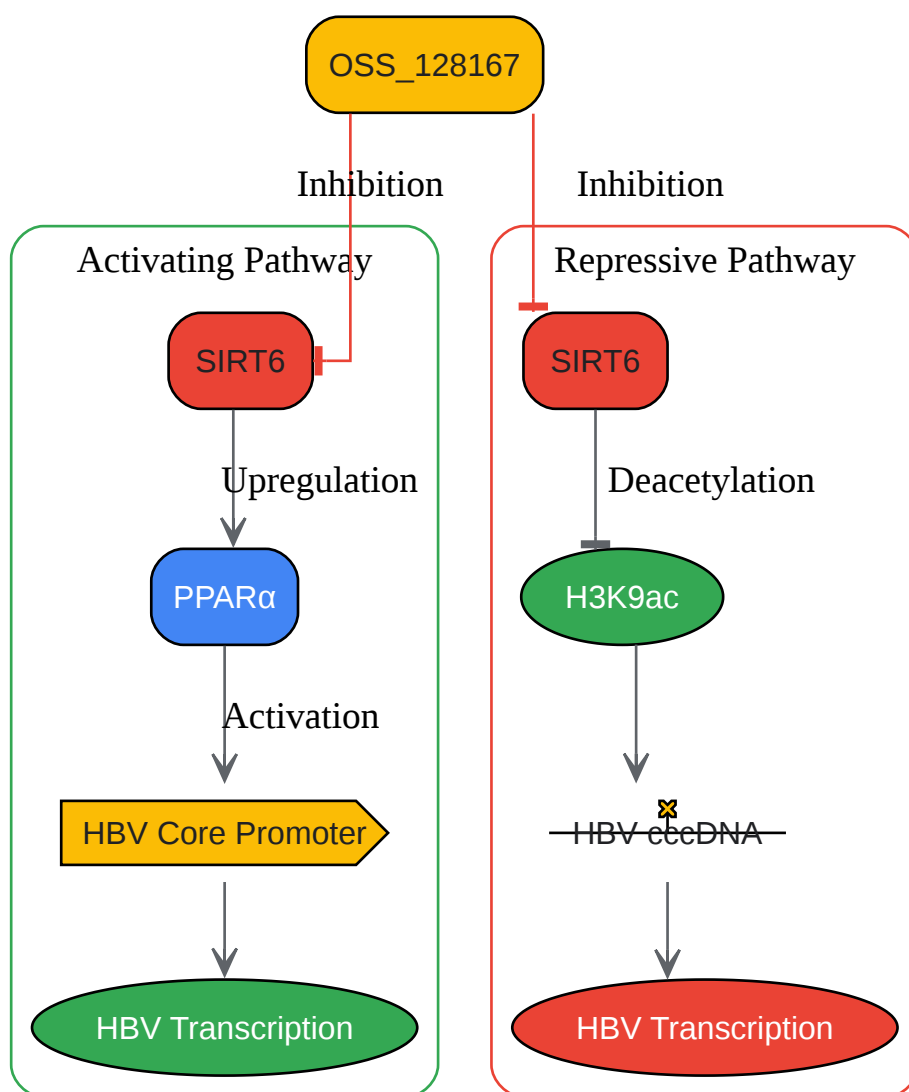 OSS_128167
Inhibition
Inhibition
Activating Pathway
Repressive Pathway
SIRT6
SIRT6
Upregulation
Deacetylation
PPARα
H3K9ac
Activation
HBV Core Promoter
HBV cccDNA
HBV Transcription
HBV Transcription